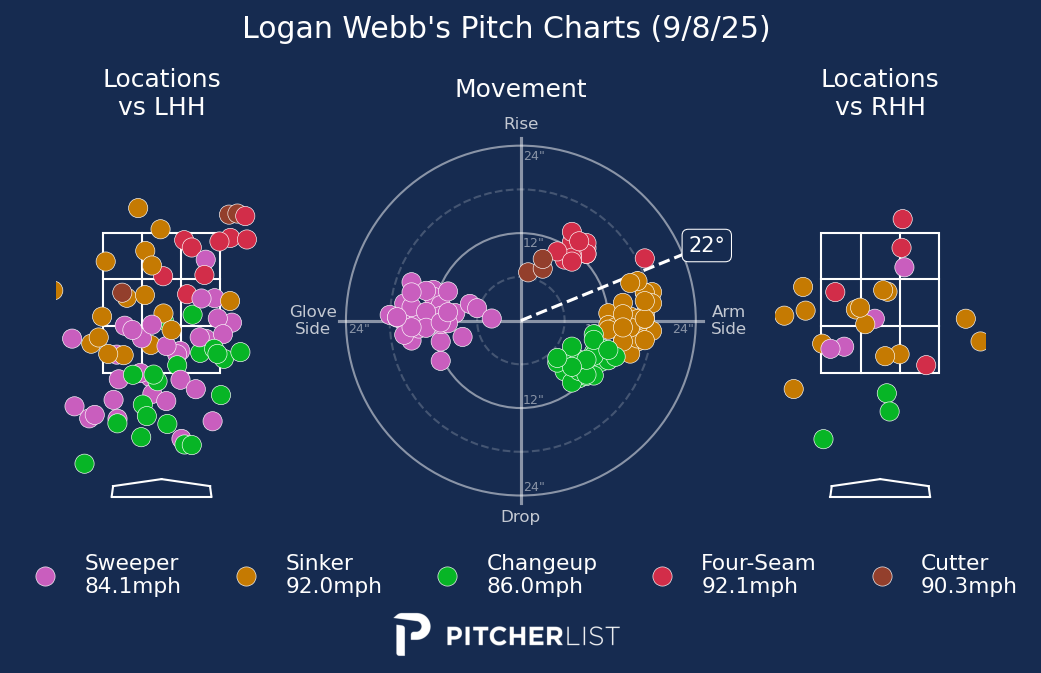 Logan Webb's Pitch Charts (9/8/25)
Locations
vs LHH
Movement
Locations
vs RHH
Rise
24"
12"
22°
Glove
Side
24"
24"
Arm
Side
12"
24"
Drop
Sweeper
84.1mph
Sinker
92.0mph
Changeup
86.0mph
Four-Seam
92.1mph
Cutter
90.3mph
PITCHERLIST